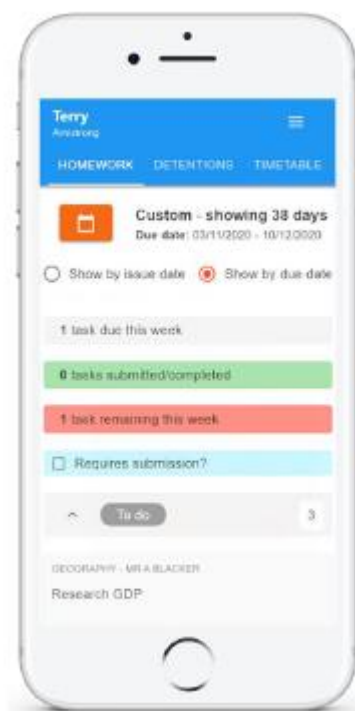 Terry
Armstrong
HOMEWORK DETENTIONS TIMETABLE
Custom - showing 38 days
Due date: 03/11/2020 - 10/12/2020
Show by issue date Show by due date
1 task due this week
0 tasks submitted/completed
1 task remaining this week
Requires submission?
To do 3
GEOGRAPHY - MR A BLACKER
Research GDP